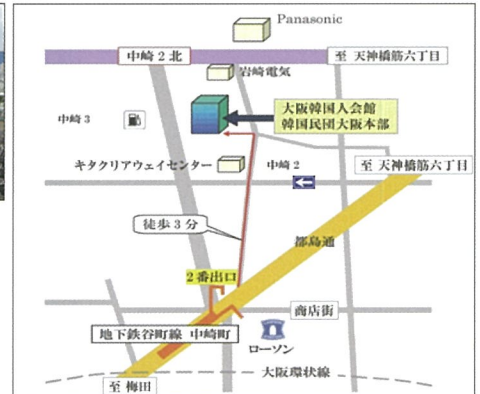 Panasonic
中崎2北
至 天神橋筋六丁目
岩崎電気
大阪韓国人会館
韓国民団大阪本部
中崎3
キタクリアウェイセンター
中崎2
至 天神橋筋六丁目
徒歩3分
都島通
2番出口
商店街
地下鉄谷町線 中崎町
ローソン
大阪環状線
至 梅田